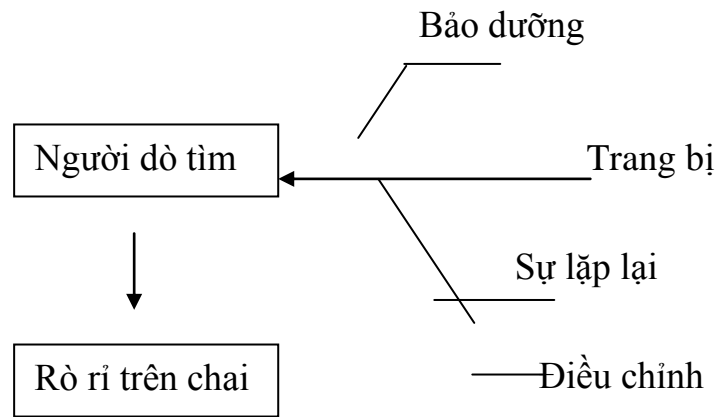 Bảo dưỡng
Người dò tìm
Trang bị
Sự lặp lại
Rò rỉ trên chai
Điều chỉnh